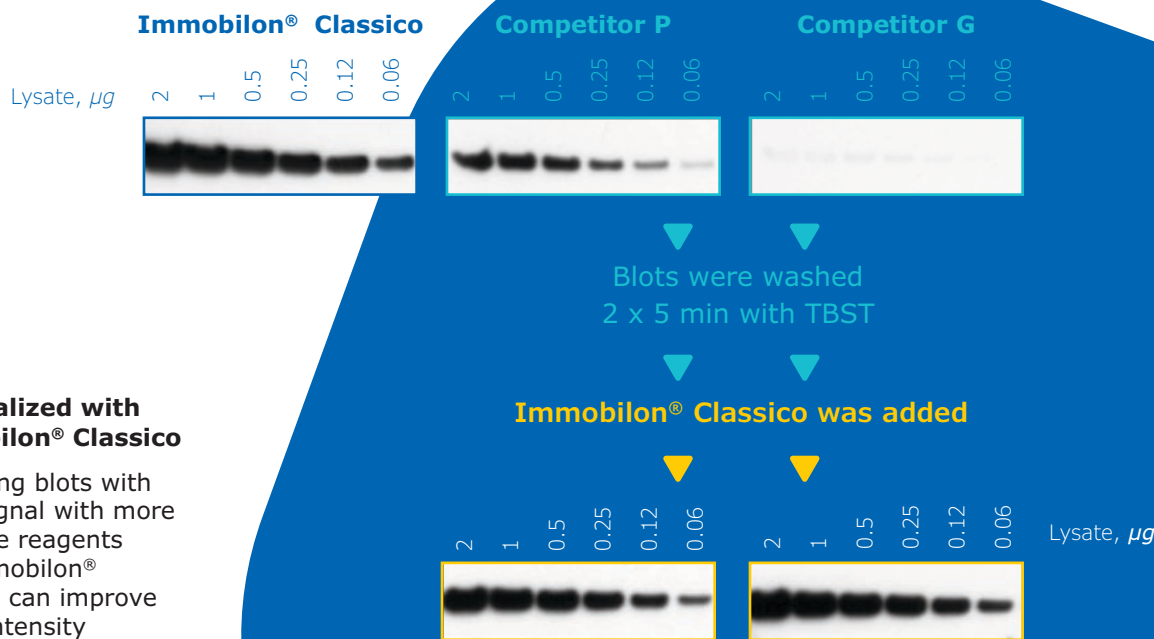 Immobilon® Classico
Competitor P
Competitor G
Lysate, µg
2 1 0.5 0.25 0.12 0.06
2 1 0.5 0.25 0.12 0.06
2 1 0.5 0.25 0.12 0.06
Blots were washed
2 x 5 min with TBST
Immobilon® Classico was added
alized with
bilon® Classico
ng blots with
gnal with more
e reagents
mobilon®
can improve
ntensity
2 1 0.5 0.25 0.12 0.06
2 1 0.5 0.25 0.12 0.06
Lysate, µg